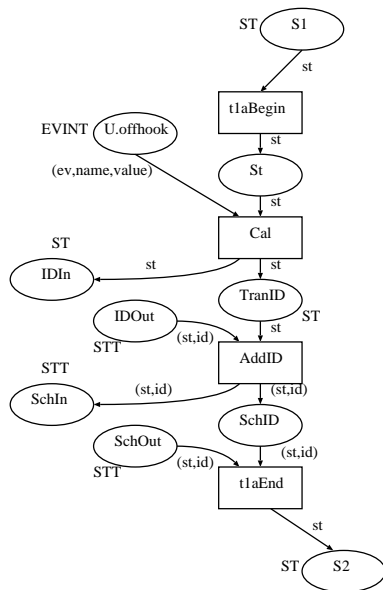 ST
S1
st
t1aBegin
EVINT
U.offhook
st
(ev,name,value)
St
st
Cal
ST
st
st
IDIn
TranID
IDOut
ST
st
STT
(st,id)
AddID
STT
(st,id)
(st,id)
SchIn
SchID
SchOut
STT
(st,id)
(st,id)
t1aEnd
st
ST
S2